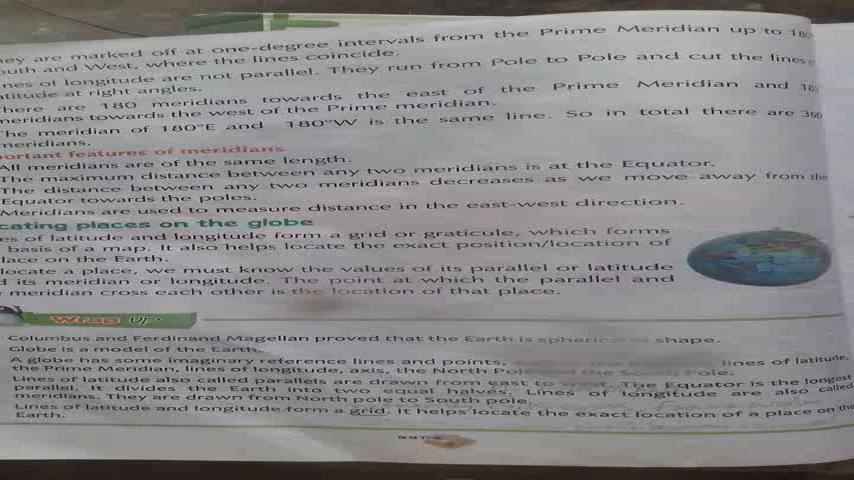 ey are marked off at one-degree intervals from the Prime Meridian up to 180
outh and West, where the lines coincide.
nes of longitude are not parallel. They run from Pole to Pole and cut the lines
atitude at right angles.
here are 180 meridians towards the east of the Prime Meridian and 180
meridians towards the west of the Prime meridian.
The meridian of 180°E and 180°W is the same line. So in total there are 360
meridians.
portant features of meridians
All meridians are of the same length.
The maximum distance between any two meridians is at the Equator.
The distance between any two meridians decreases as we move away from the
Equator towards the poles.
Meridians are used to measure distance in the east-west direction.
cating places on the globe
es of latitude and longitude form a grid or graticule, which forms
basis of a map. It also helps locate the exact position/location of
lace on the Earth.
locate a place, we must know the values of its parallel or latitude
d its meridian or longitude. The point at which the parallel and
meridian cross each other is the location of that place.
Wrap Up
Columbus and Ferdinand Magellan proved that the Earth is spherical in shape.
Globe is a model of the Earth.
A globe has some imaginary reference lines and points, lines of latitude,
the Prime Meridian, lines of longitude, axis, the North Pole the South Pole.
Lines of latitude also called parallels are drawn from east to west. The Equator is the longest
parallel. It divides the Earth into two equal halves. Lines of longitude are also called
meridians. They are drawn from North pole to South pole.
Lines of latitude and longitude form a grid. It helps locate the exact location of a place on the
Earth.